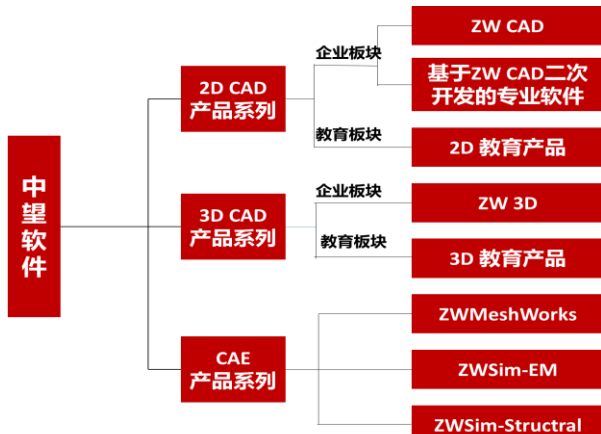 中望软件
2D CAD
产品系列
企业板块
ZW CAD
基于ZW CAD二次
开发的专业软件
教育板块
2D 教育产品
3D CAD
产品系列
企业板块
ZW 3D
教育板块
3D 教育产品
CAE
产品系列
ZWMeshWorks
ZWSim-EM
ZWSim-Structral